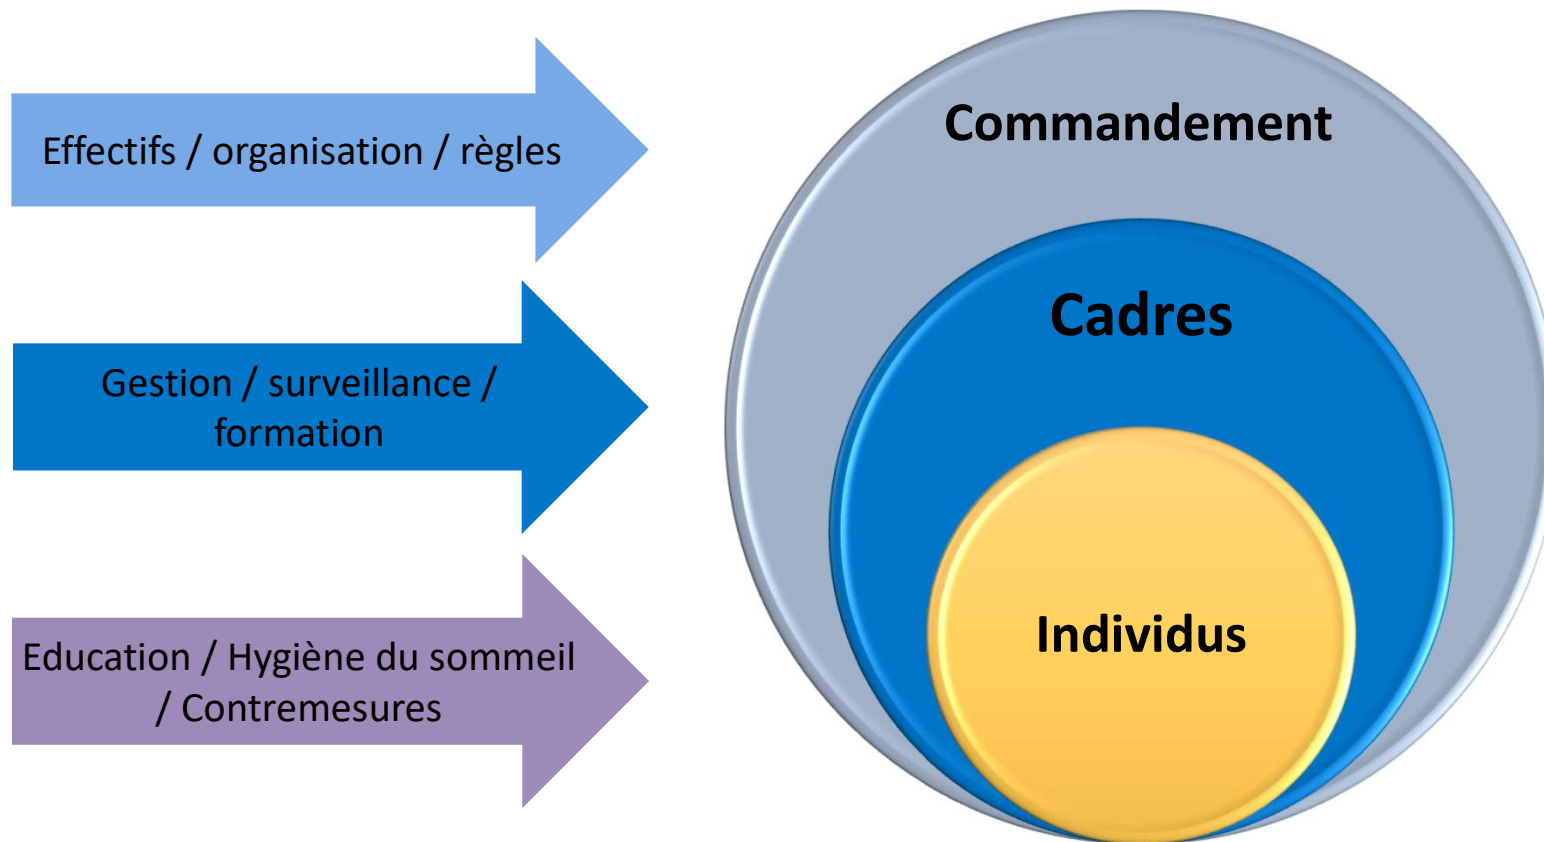 Effectifs / organisation / règles
Commandement
Gestion / surveillance /
formation
Cadres
Education / Hygiène du sommeil
/ Contremesures
Individus